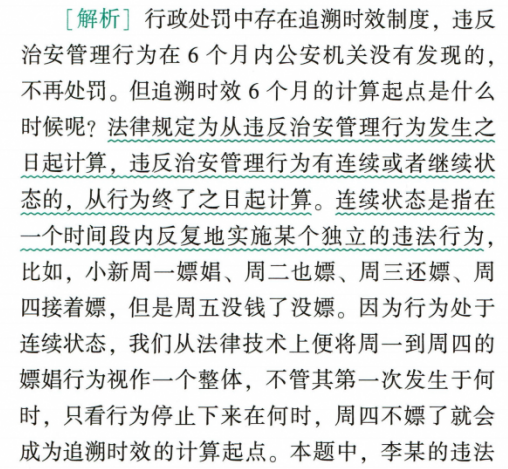 ［解析］行政处罚中存在追溯时效制度，违反
治安管理行为在 6 个月内公安机关没有发现的，
不再处罚。但追溯时效 6 个月的计算起点是什么
时候呢？法律规定为从违反治安管理行为发生之
日起计算，违反治安管理行为有连续或者继续状
态的，从行为终了之日起计算。连续状态是指在
一个时间段内反复地实施某个独立的违法行为，
比如，小新周一嫖娼、周二也嫖、周三还嫖、周
四接着嫖，但是周五没钱了没嫖。因为行为处于
连续状态，我们从法律技术上便将周一到周四的
嫖娼行为视作一个整体，不管其第一次发生于何
时，只看行为停止下来在何时，周四不嫖了就会
成为追溯时效的计算起点。本题中，李某的违法